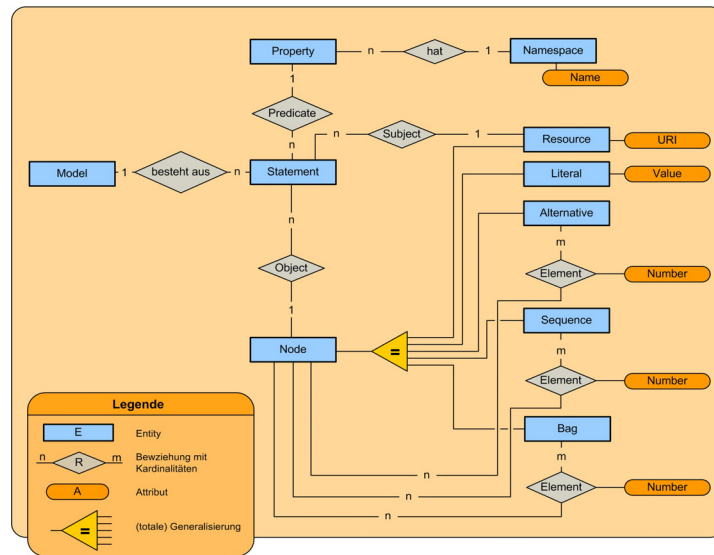 Property n hat 1 Namespace
Name
1
Predicate
n
n Subject 1 Resource URI
Model 1 besteht aus n Statement
Literal Value
n
Alternative
m
Object
Element Number
1
Sequence
Node =
m
Element Number
Bag
n
m
n
Element Number
n
Legende
E Entity
n R m Bewziehung mit
Kardinalitäten
A Attribut
= (totale) Generalisierung